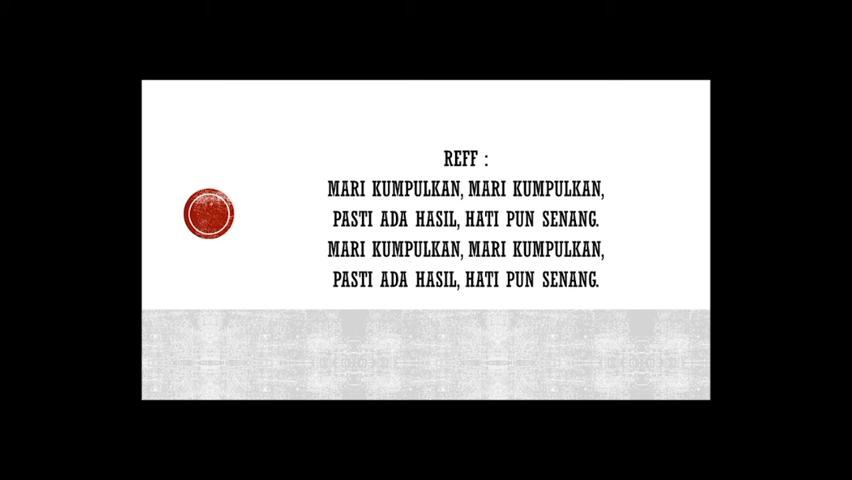 REFF :
MARI KUMPULKAN, MARI KUMPULKAN,
PASTI ADA HASIL, HATI PUN SENANG.
MARI KUMPULKAN, MARI KUMPULKAN,
PASTI ADA HASIL, HATI PUN SENANG.